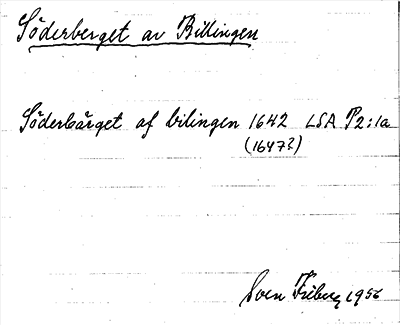 Söderberget av Billingen
Söderbärget af bilingen 1642 LSA P2:1a
(1647?)
Sven Friberg 1956